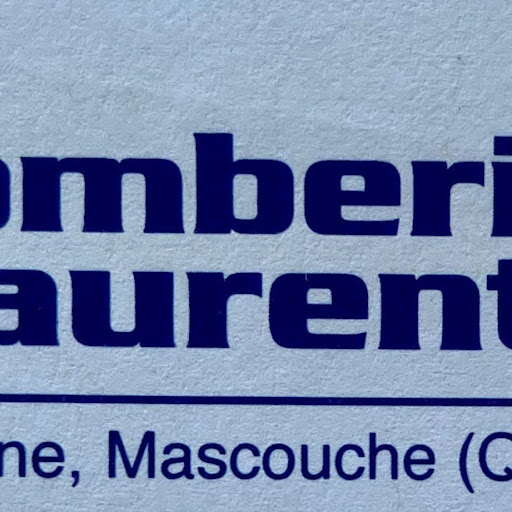 omberi
aurent
ne, Mascouche (Q